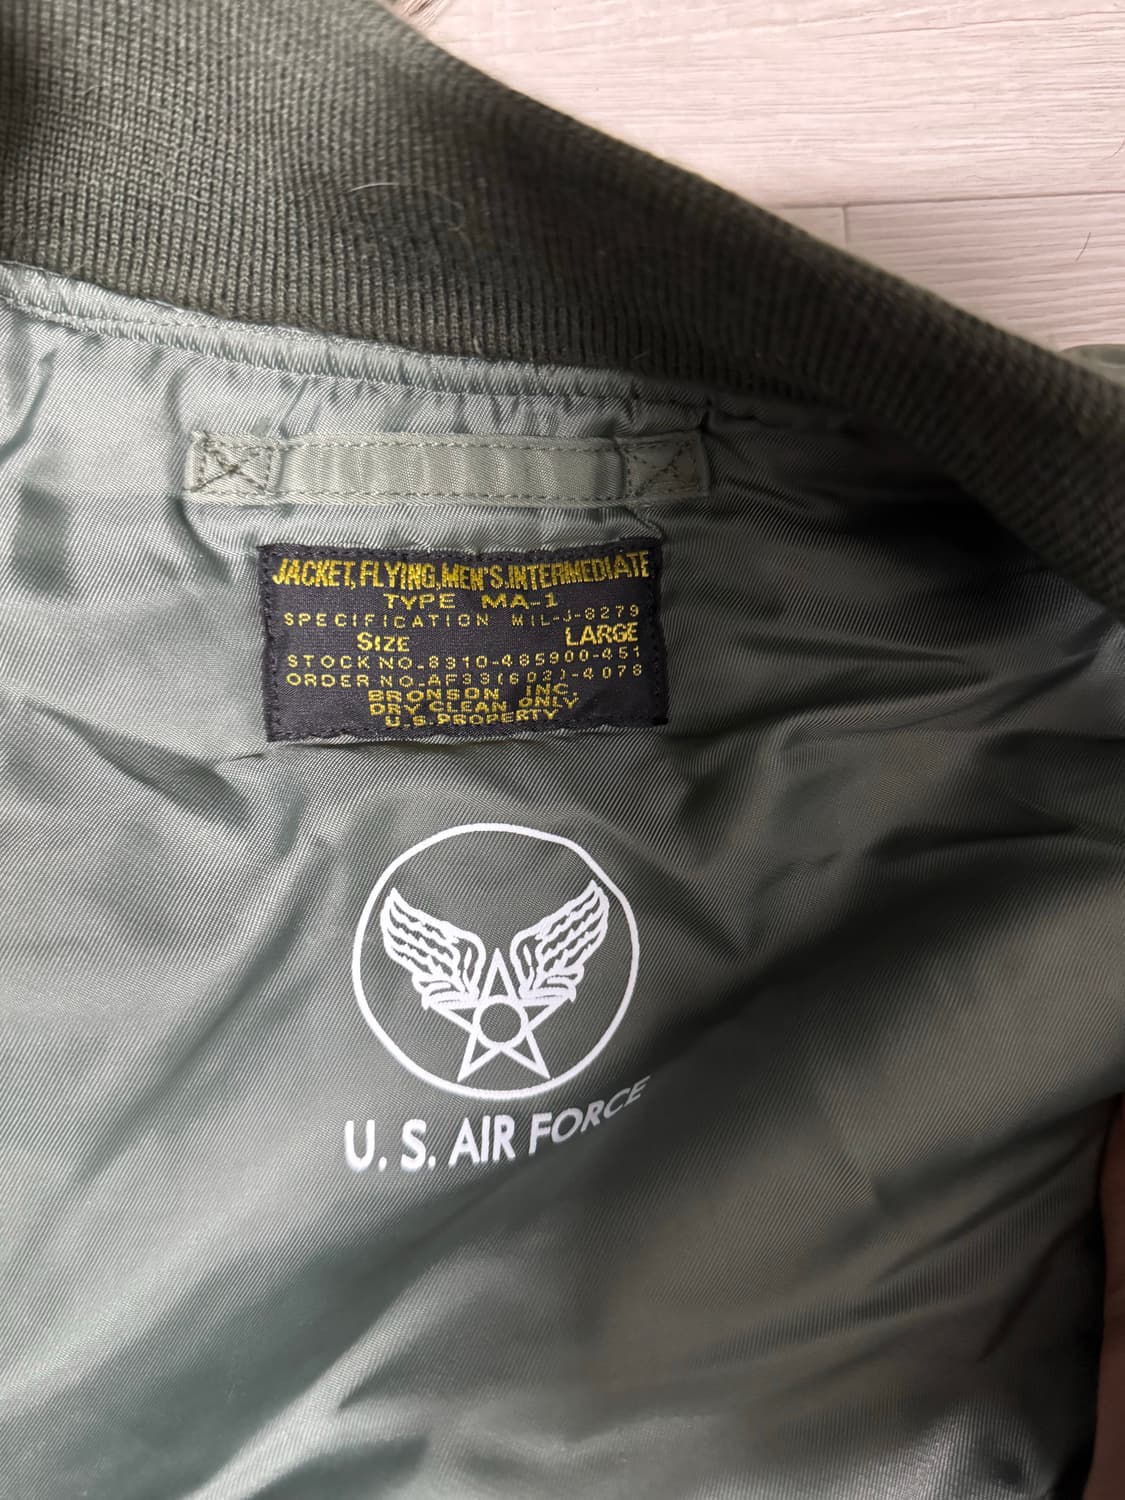 JACKET, FLYING, MEN'S, INTERMEDIATE
TYPE MA-1
SPECIFICATION MIL-J-8279
SIZE LARGE
STOCK NO. 8310-485900-451
ORDER NO. AF33(602)-4078
BRONSON INC.
DRY CLEAN ONLY
U.S. PROPERTY
U. S. AIR FORCE